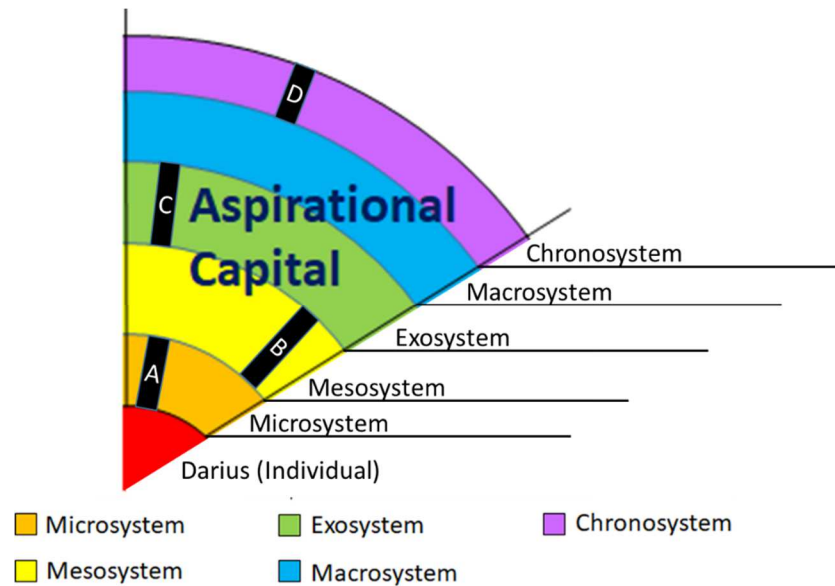 D
C
Aspirational
Capital
B
A
Chronosystem
Macrosystem
Exosystem
Mesosystem
Microsystem
Darius (Individual)
Microsystem
Exosystem
Chronosystem
Mesosystem
Macrosystem